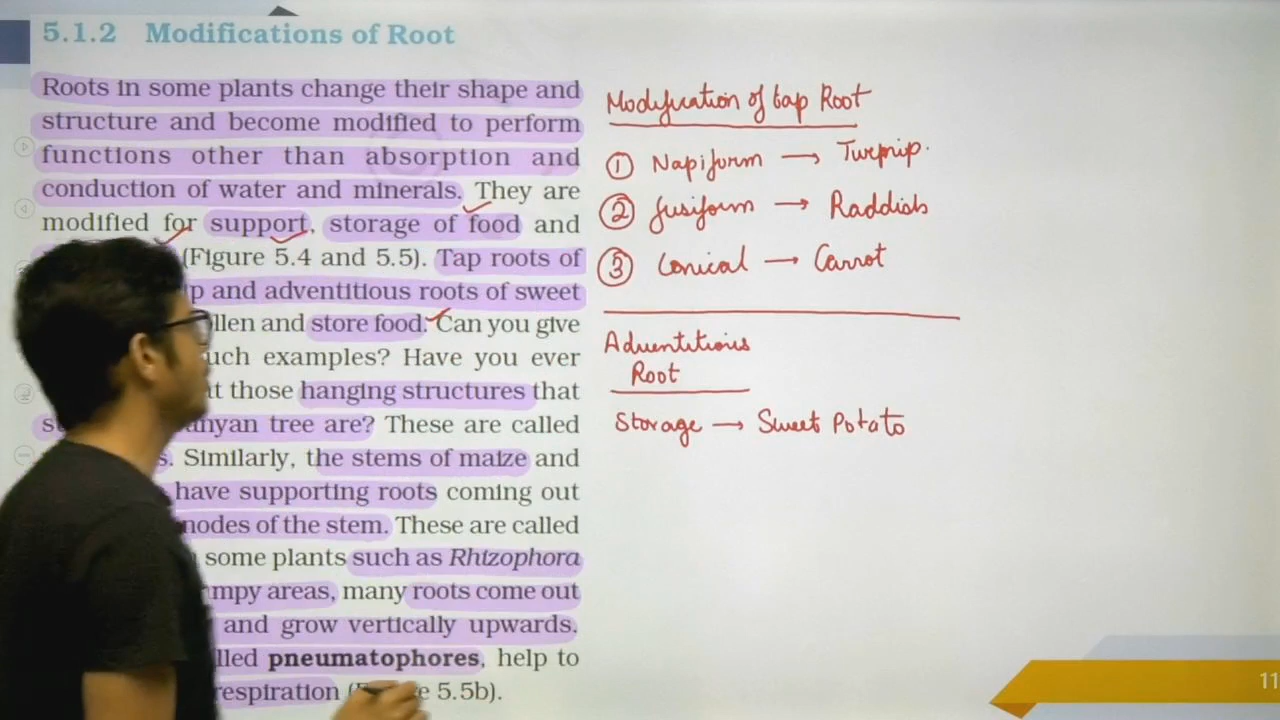 5.1.2 Modifications of Root
Roots in some plants change their shape and
structure and become modified to perform
functions other than absorption and
conduction of water and minerals. They are
modified for support, storage of food and
(Figure 5.4 and 5.5). Tap roots of
p and adventitious roots of sweet
llen and store food. Can you give
uch examples? Have you ever
t those hanging structures that
s nyan tree are? These are called
s. Similarly, the stems of maize and
have supporting roots coming out
nodes of the stem. These are called
some plants such as Rhizophora
mpy areas, many roots come out
and grow vertically upwards.
lled pneumatophores, help to
respiration ( e 5.5b).
Modification of tap Root
① Napiform → Turnip.
② fusiform → Raddish
③ Conical → Carrot
Adventitious
Root
Storage → Sweet Potato
11